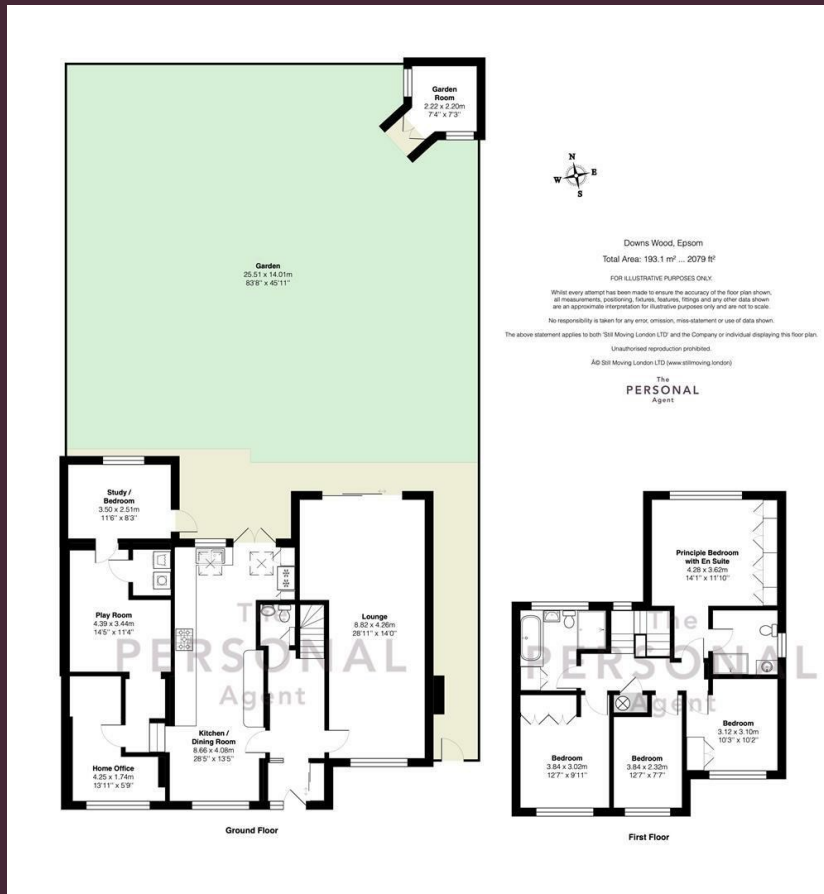 Garden
Room
2.22 x 2.20m
7'4" x 7'3"
N
W E
S
Garden
25.51 x 14.01m
83'8" x 45'11"
Downs Wood, Epsom
Total Area: 193.1 m² ... 2079 ft²
FOR ILLUSTRATIVE PURPOSES ONLY.
Whilst every attempt has been made to ensure the accuracy of the floor plan shown,
all measurements, positioning, fixtures, features, fittings and any other data shown
are an approximate interpretation for illustrative purposes only and are not to scale.
No responsibility is taken for any error, omission, miss-statement or use of data shown.
The above statement applies to both 'Still Moving London LTD' and the Company or individual displaying this floor plan.
Unauthorised reproduction prohibited.
Â© Still Moving London LTD (www.stillmoving.london)
The
PERSONAL
Agent
Study /
Bedroom
3.50 x 2.51m
11'6" x 8'3"
Play Room
4.39 x 3.44m
14'5" x 11'4"
Lounge
8.82 x 4.26m
28'11" x 14'0"
The
PERSONAL
Agent
Kitchen /
Dining Room
8.66 x 4.08m
28'5" x 13'5"
Home Office
4.25 x 1.74m
13'11" x 5'9"
Ground Floor
Principle Bedroom
with En Suite
4.28 x 3.62m
14'1" x 11'10"
The
PERSONAL
Agent
Bedroom
3.12 x 3.10m
10'3" x 10'2"
Bedroom
3.84 x 3.02m
12'7" x 9'11"
Bedroom
3.84 x 2.32m
12'7" x 7'7"
First Floor